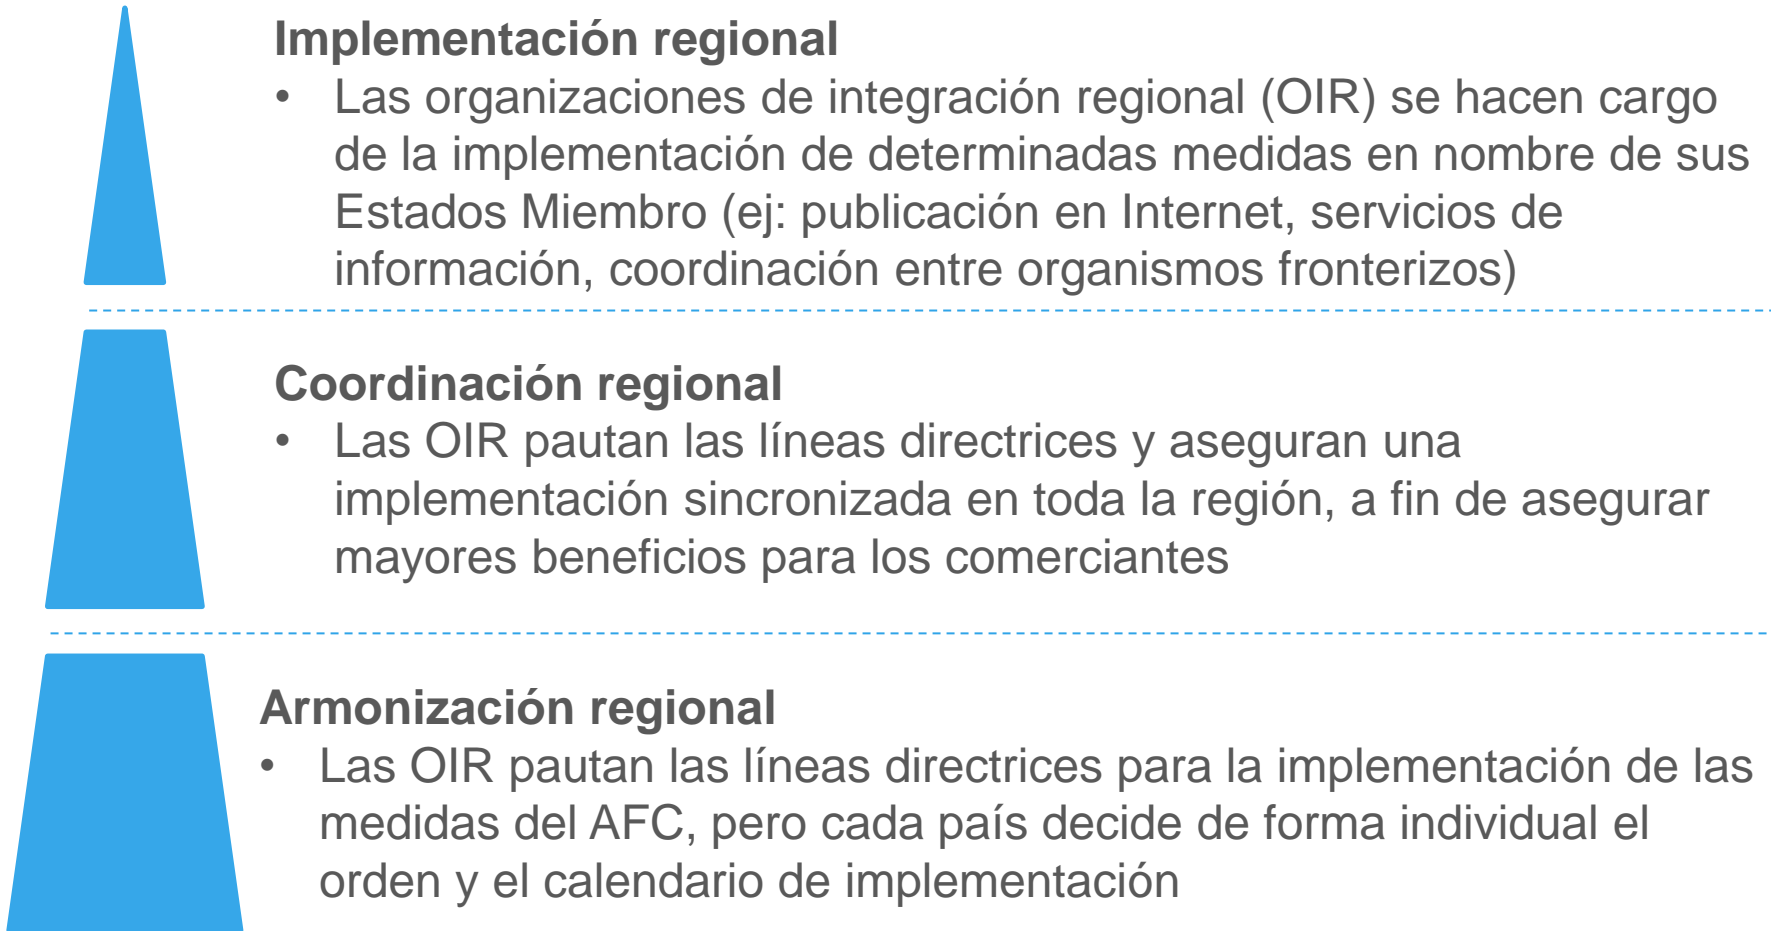 Implementación regional
• Las organizaciones de integración regional (OIR) se hacen cargo
de la implementación de determinadas medidas en nombre de sus
Estados Miembro (ej: publicación en Internet, servicios de
información, coordinación entre organismos fronterizos)
Coordinación regional
• Las OIR pautan las líneas directrices y aseguran una
implementación sincronizada en toda la región, a fin de asegurar
mayores beneficios para los comerciantes
Armonización regional
• Las OIR pautan las líneas directrices para la implementación de las
medidas del AFC, pero cada país decide de forma individual el
orden y el calendario de implementación